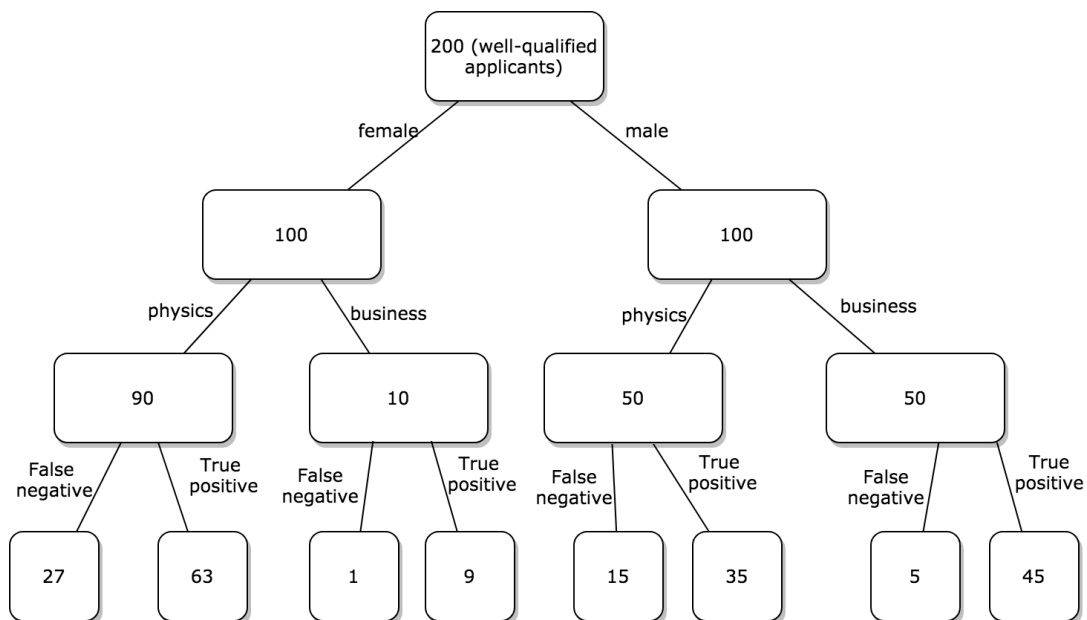 200 (well-qualified
applicants)
female
male
100
100
physics
business
physics
business
90
10
50
50
False
negative
True
positive
False
negative
True
positive
False
negative
True
positive
False
negative
True
positive
27
63
1
9
15
35
5
45